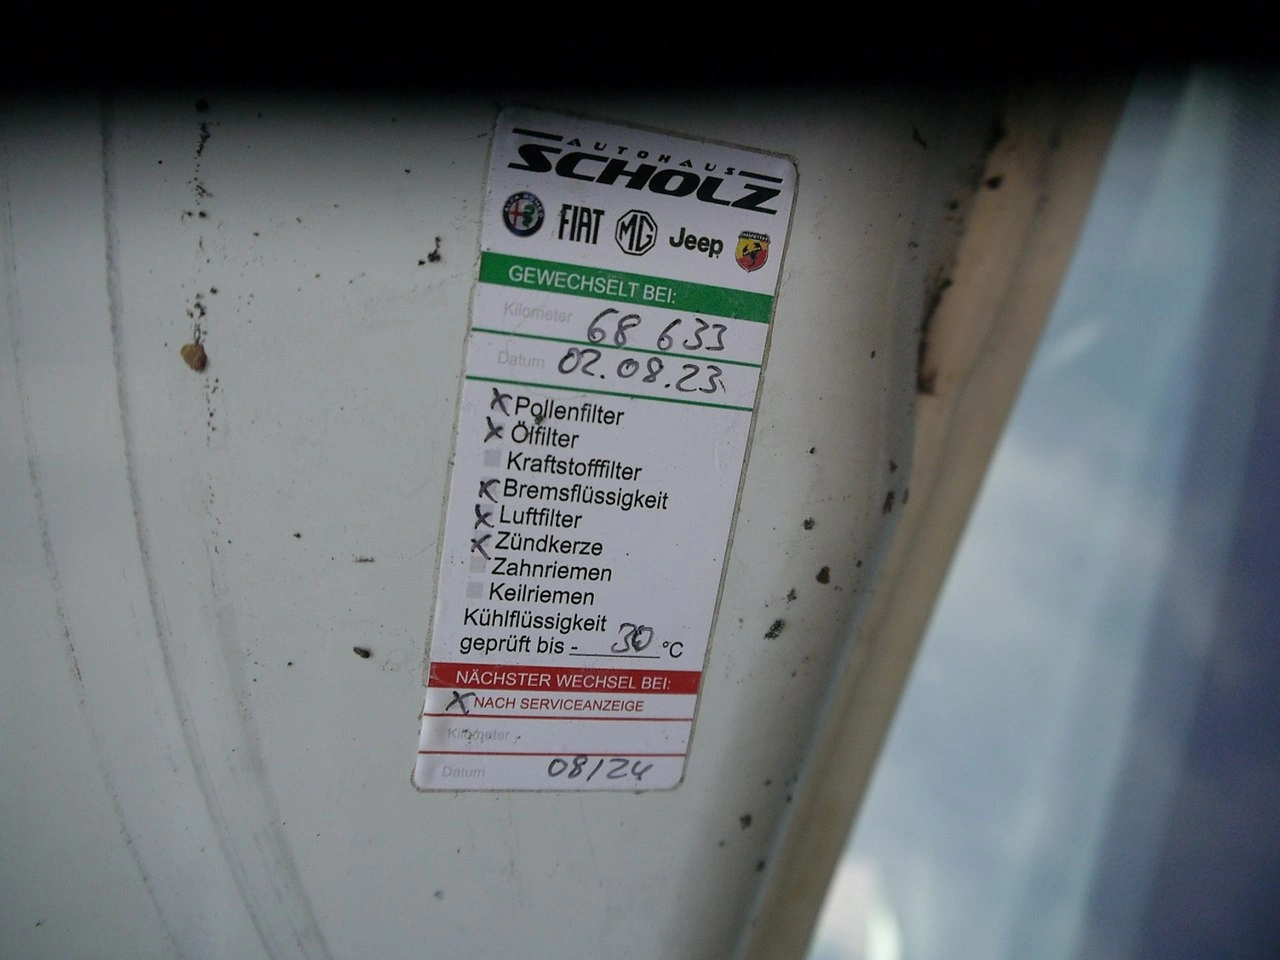 AUTOHAUS
SCHOLZ
FIAT MG Jeep
GEWECHSELT BEI:
Kilometer 68 633
Datum 02.08.23
x Pollenfilter
x Ölfilter
Kraftstofffilter
x Bremsflüssigkeit
x Luftfilter
x Zündkerze
Zahnriemen
Keilriemen
Kühlflüssigkeit
geprüft bis - 30 °C
NÄCHSTER WECHSEL BEI:
x NACH SERVICEANZEIGE
Kilometer
Datum 08/24